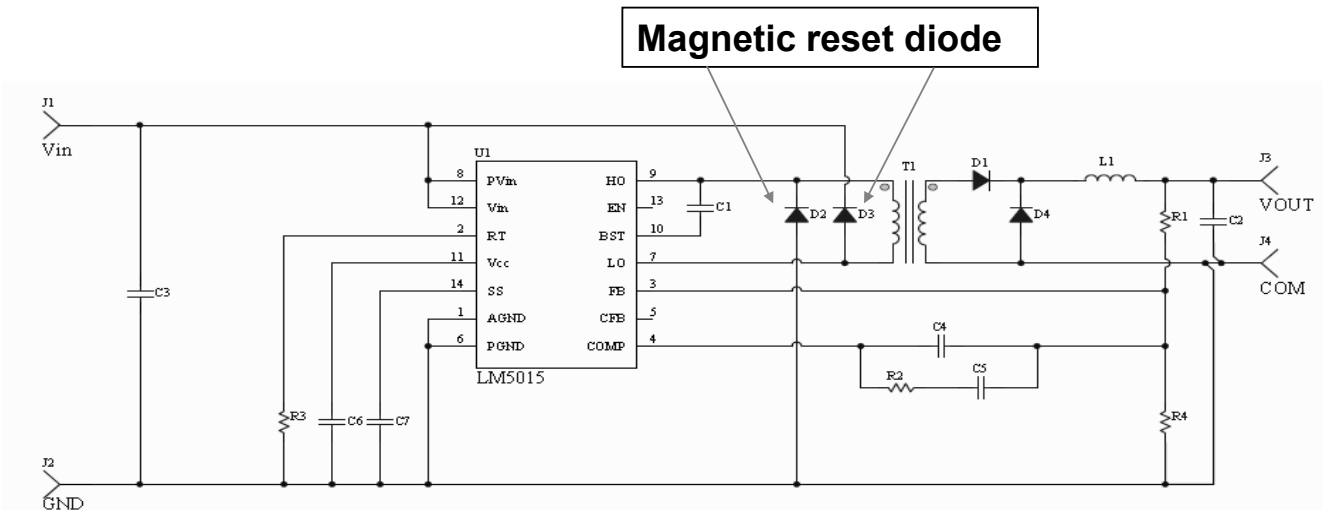 Magnetic reset diode
J1
Vin
U1
8 PVin HO 9
12 Vin EN 13
2 RT BST 10
11 Vcc LO 7
14 SS FB 3
1 AGND CFB 5
6 PGND COMP 4
LM5015
C1
D2
D3
T1
D1
D4
L1
R1
C2
J3
VOUT
J4
COM
C3
C4
R2
C5
R3
C6
C7
R4
J2
GND